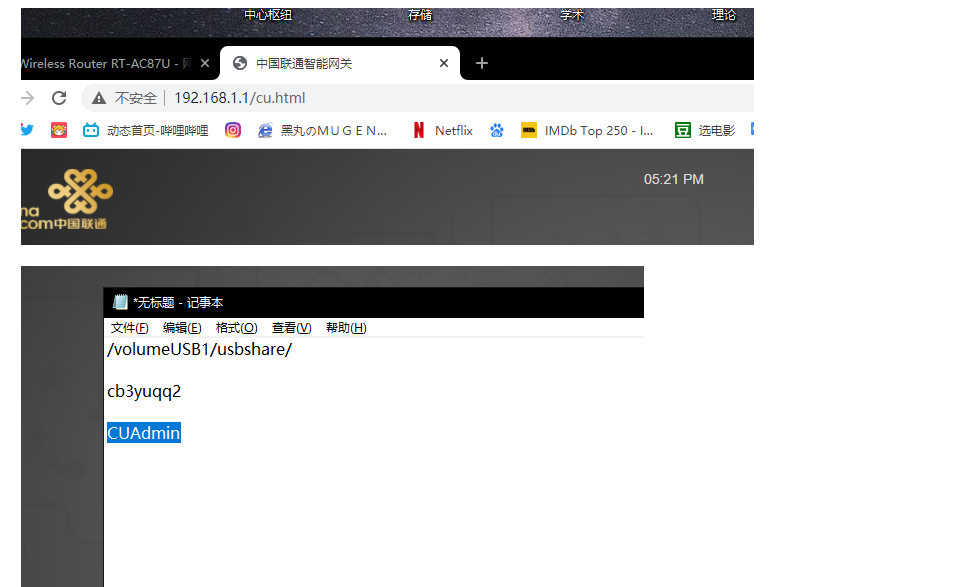 中心枢纽 存储 学术 理论
Wireless Router RT-AC87U - 网 中国联通智能网关
不安全 192.168.1.1/cu.html
动态首页-哔哩哔哩 黑丸のＭＵＧＥＮ... Netflix IMDb Top 250 - I... 选电影
05:21 PM
na
com中国联通
*无标题 - 记事本
文件(F) 编辑(E) 格式(O) 查看(V) 帮助(H)
/volumeUSB1/usbshare/
cb3yuqq2
CUAdmin